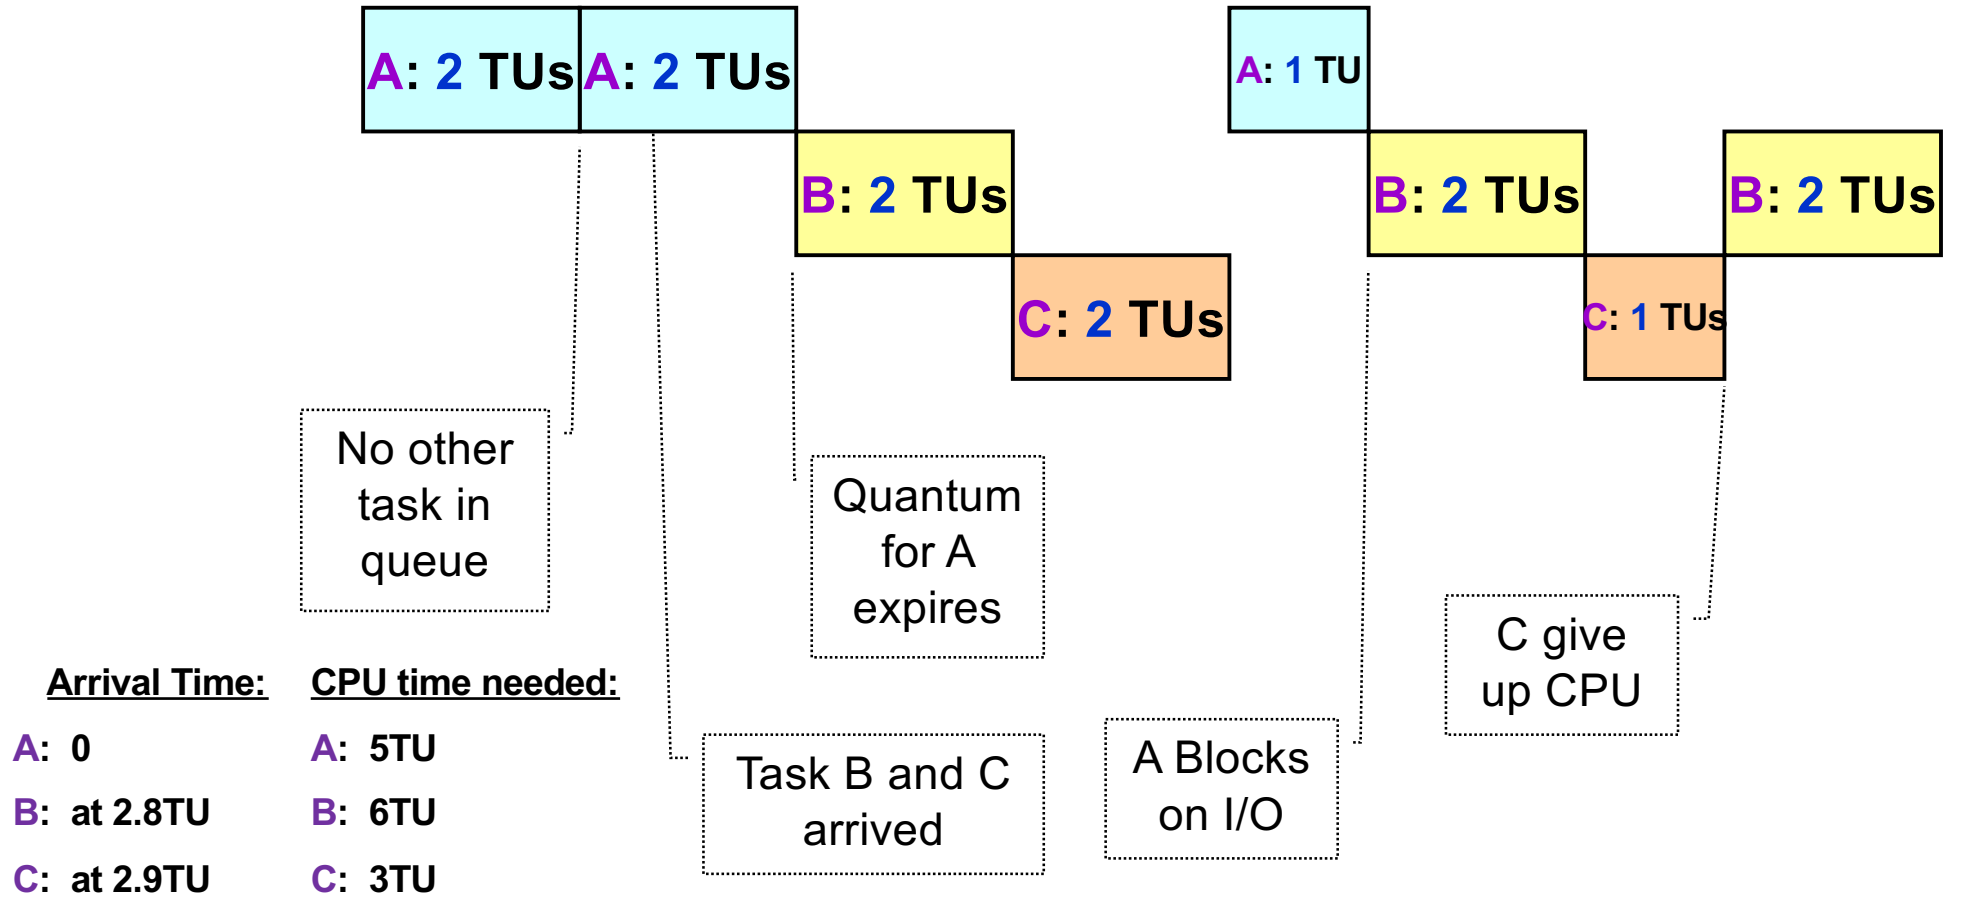 A: 2 TUs
A: 2 TUs
A: 1 TU
B: 2 TUs
B: 2 TUs
B: 2 TUs
C: 2 TUs
C: 1 TUs
No other
task in
queue
Quantum
for A
expires
C give
up CPU
Task B and C
arrived
A Blocks
on I/O
Arrival Time: CPU time needed:
A: 0 A: 5TU
B: at 2.8TU B: 6TU
C: at 2.9TU C: 3TU